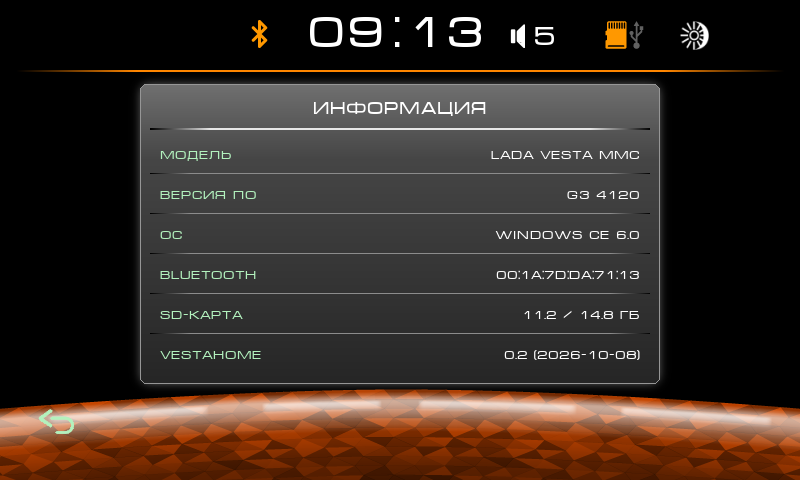 09:13
5
ИНФОРМАЦИЯ
МОДЕЛЬ LADA VESTA MMC
ВЕРСИЯ ПО G3 4120
ОС WINDOWS CE 6.0
BLUETOOTH 00:1A:7D:DA:71:13
SD-КАРТА 11.2 / 14.8 ГБ
VESTAHOME 0.2 (2026-10-08)